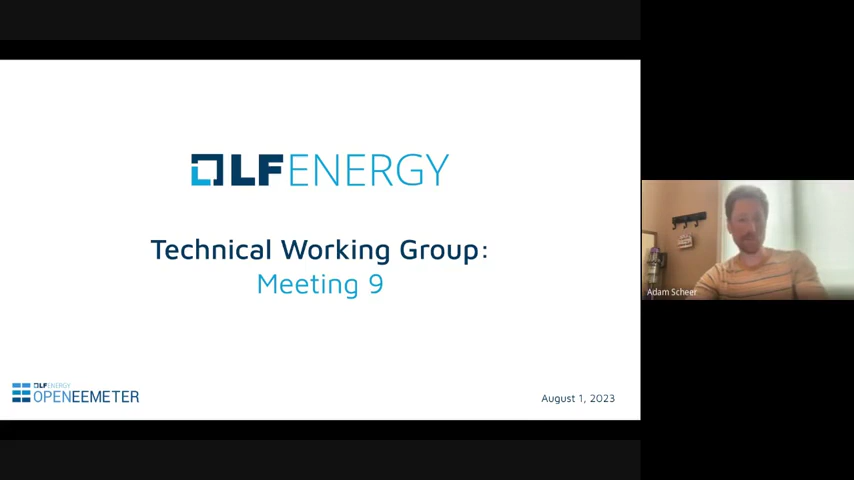 LFENERGY
Technical Working Group:
Meeting 9
Adam Scheer
LFENERGY
OPENEEMETER
August 1, 2023